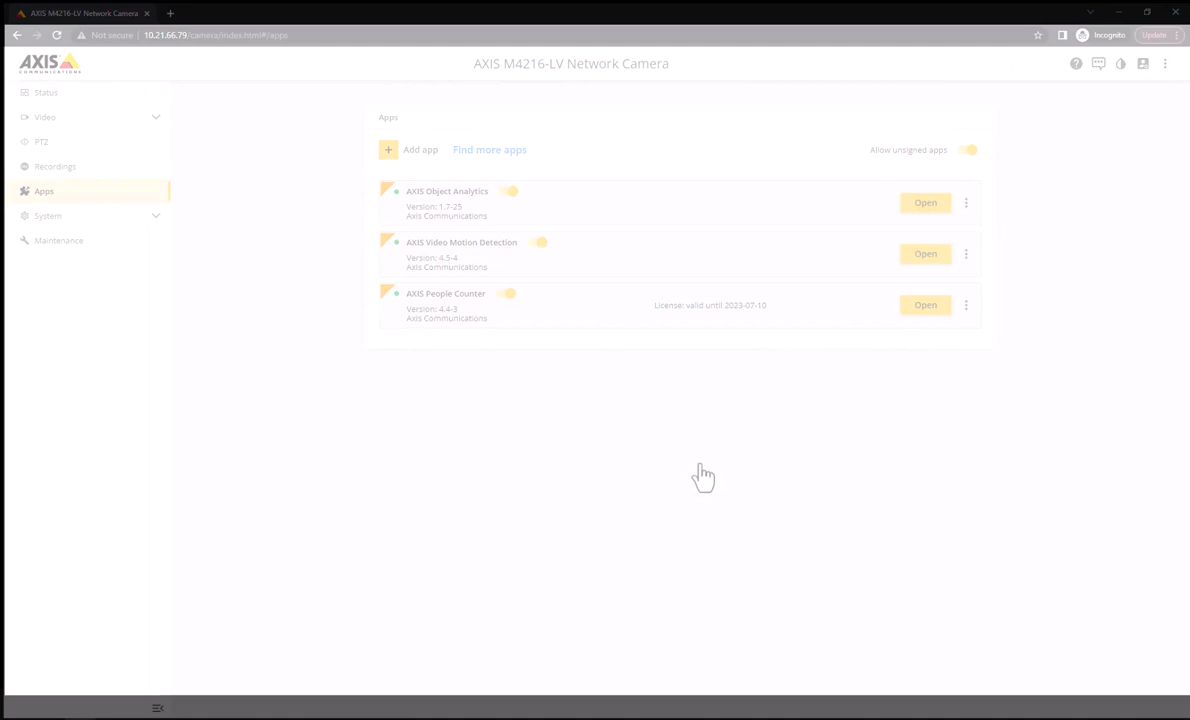 AXIS M4216-LV Network Camera
Not secure
10.21.66.79/camera/index.html#/apps
Incognito
Update
AXIS
COMMUNICATIONS
AXIS M4216-LV Network Camera
Status
Video
PTZ
Recordings
Apps
System
Maintenance
Apps
Add app
Find more apps
Allow unsigned apps
AXIS Object Analytics
Version: 1.7-25
Axis Communications
Open
AXIS Video Motion Detection
Version: 4.5-4
Axis Communications
Open
AXIS People Counter
Version: 4.4-3
Axis Communications
License: valid until 2023-07-10
Open